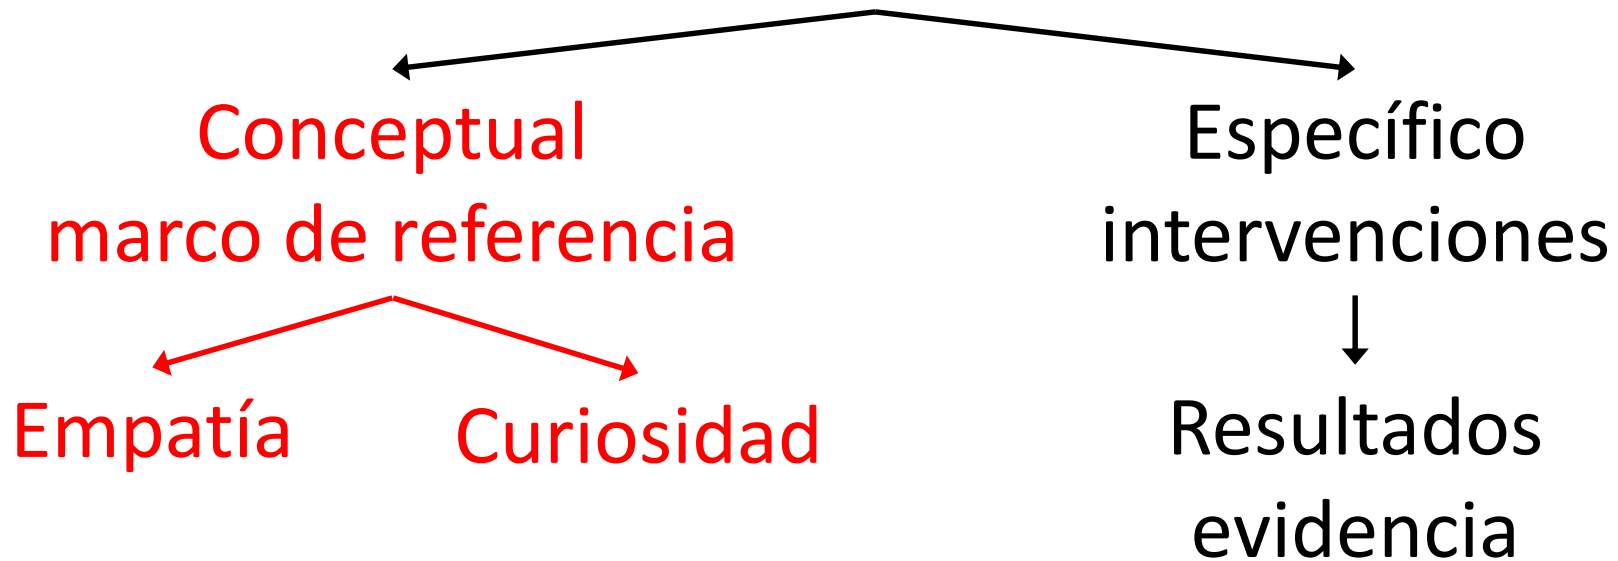 Conceptual
marco de referencia
Empatía
Curiosidad
Específico
intervenciones
Resultados
evidencia